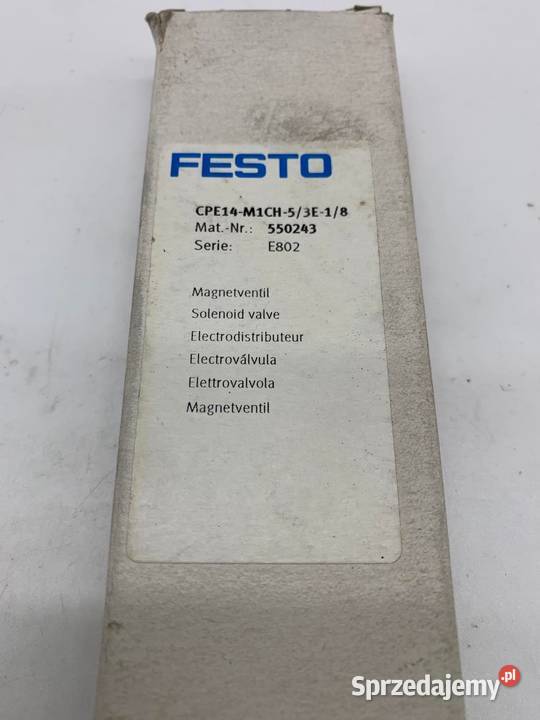 FESTO
CPE14-M1CH-5/3E-1/8
Mat.-Nr.: 550243
Serie: E802
Magnetventil
Solenoid valve
Electrodistributeur
Electroválvula
Elettrovalvola
Magnetventil
Sprzedajemy.pl